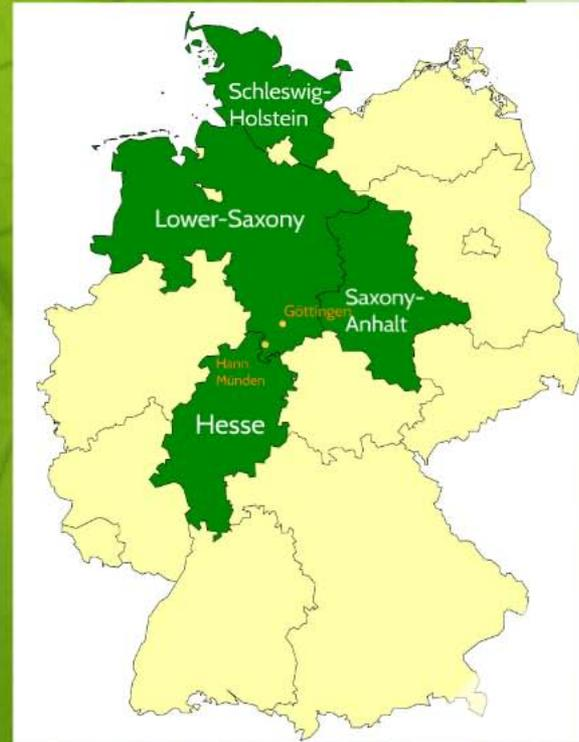 Schleswig-
Holstein
Lower-Saxony
Göttingen
Saxony-
Anhalt
Hann.
Münden
Hesse